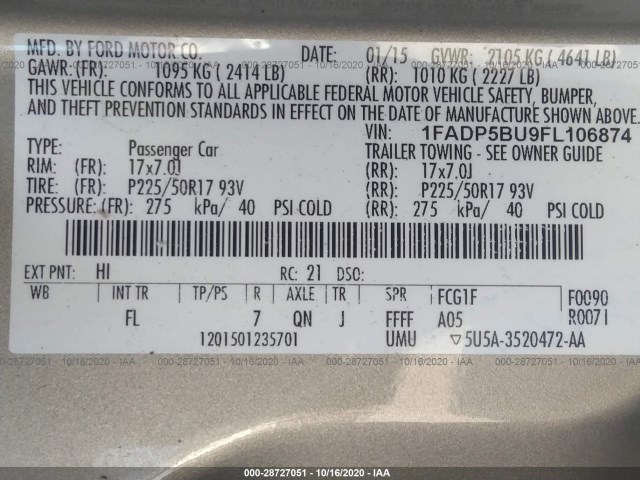 MFD. BY FORD MOTOR CO. DATE: 01/15 GVWR: 2105 KG ( 4641 LB)
GAWR: (FR): 1095 KG ( 2414 LB) (RR): 1010 KG ( 2227 LB)
THIS VEHICLE CONFORMS TO ALL APPLICABLE FEDERAL MOTOR VEHICLE SAFETY, BUMPER,
AND THEFT PREVENTION STANDARDS IN EFFECT ON THE DATE OF MANUFACTURE SHOWN ABOVE.
VIN: 1FADP5BU9FL106874
TYPE: Passenger Car TRAILER TOWING - SEE OWNER GUIDE
RIM: (FR): 17x7.0J (RR): 17x7.0J
TIRE: (FR): P225/50R17 93V (RR): P225/50R17 93V
PRESSURE: (FR): 275 kPa/ 40 PSI COLD (RR): 275 kPa/ 40 PSI COLD
EXT PNT: HI RC: 21 DSO:
WB INT TR TP/PS R AXLE TR SPR FCG1F F0090
FL 7 QN J FFFF A05 R0071
1201501235701 UMU ▽5U5A-3520472-AA
000-28727051 | 10/16/2020 - IAA